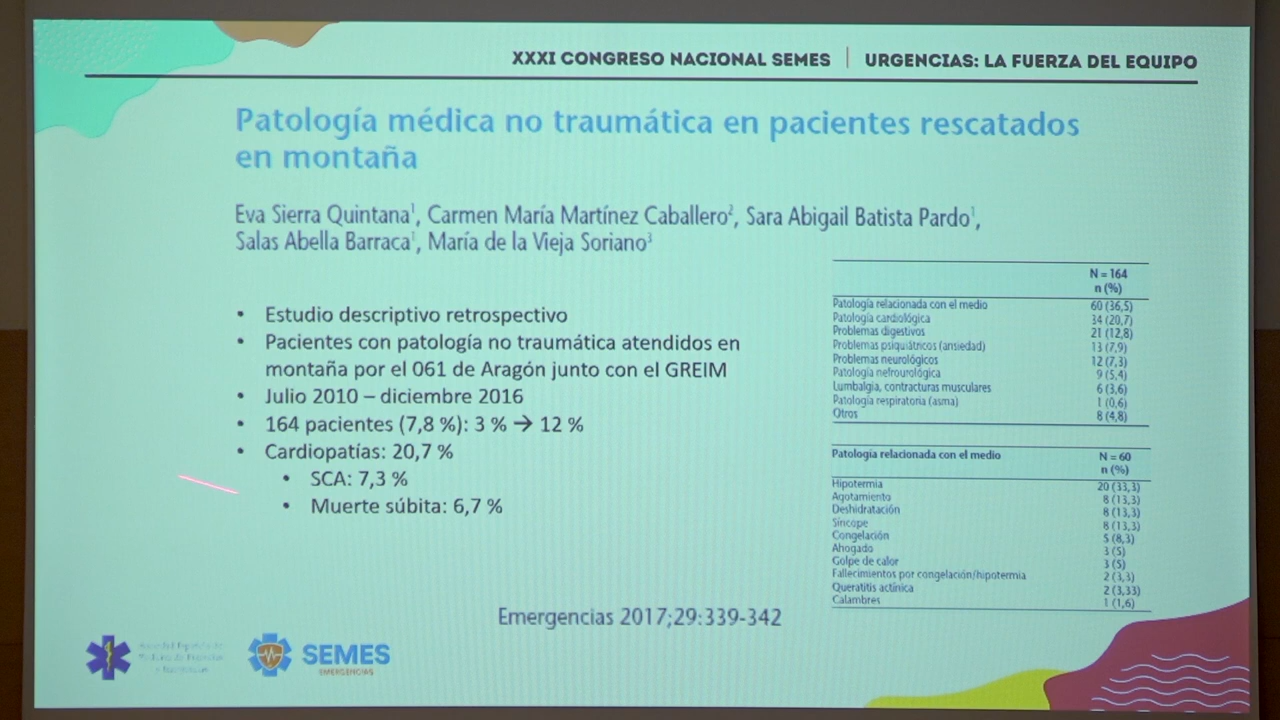 XXXI CONGRESO NACIONAL SEMES | URGENCIAS: LA FUERZA DEL EQUIPO
Patología médica no traumática en pacientes rescatados
en montaña
Eva Sierra Quintana¹, Carmen María Martínez Caballero², Sara Abigail Batista Pardo¹,
Salas Abella Barraca¹, María de la Vieja Soriano³
• Estudio descriptivo retrospectivo
• Pacientes con patología no traumática atendidos en
montaña por el 061 de Aragón junto con el GREIM
• Julio 2010 – diciembre 2016
• 164 pacientes (7,8 %): 3 % → 12 %
• Cardiopatías: 20,7 %
• SCA: 7,3 %
• Muerte súbita: 6,7 %
N = 164
n (%)
Patología relacionada con el medio 60 (36,5)
Patología cardiológica 34 (20,7)
Problemas digestivos 21 (12,8)
Problemas psiquiátricos (ansiedad) 13 (7,9)
Problemas neurológicos 12 (7,3)
Patología nefrourológica 9 (5,4)
Lumbalgia, contracturas musculares 6 (3,6)
Patología respiratoria (asma) 1 (0,6)
Otros 8 (4,8)
Patología relacionada con el medio N = 60
n (%)
Hipotermia 20 (33,3)
Agotamiento 8 (13,3)
Deshidratación 8 (13,3)
Síncope 8 (13,3)
Congelación 5 (8,3)
Ahogado 3 (5)
Golpe de calor 3 (5)
Fallecimientos por congelación/hipotermia 2 (3,3)
Queratitis actínica 2 (3,33)
Calambres 1 (1,6)
Emergencias 2017;29:339-342
SEMES
EMERGENCIAS